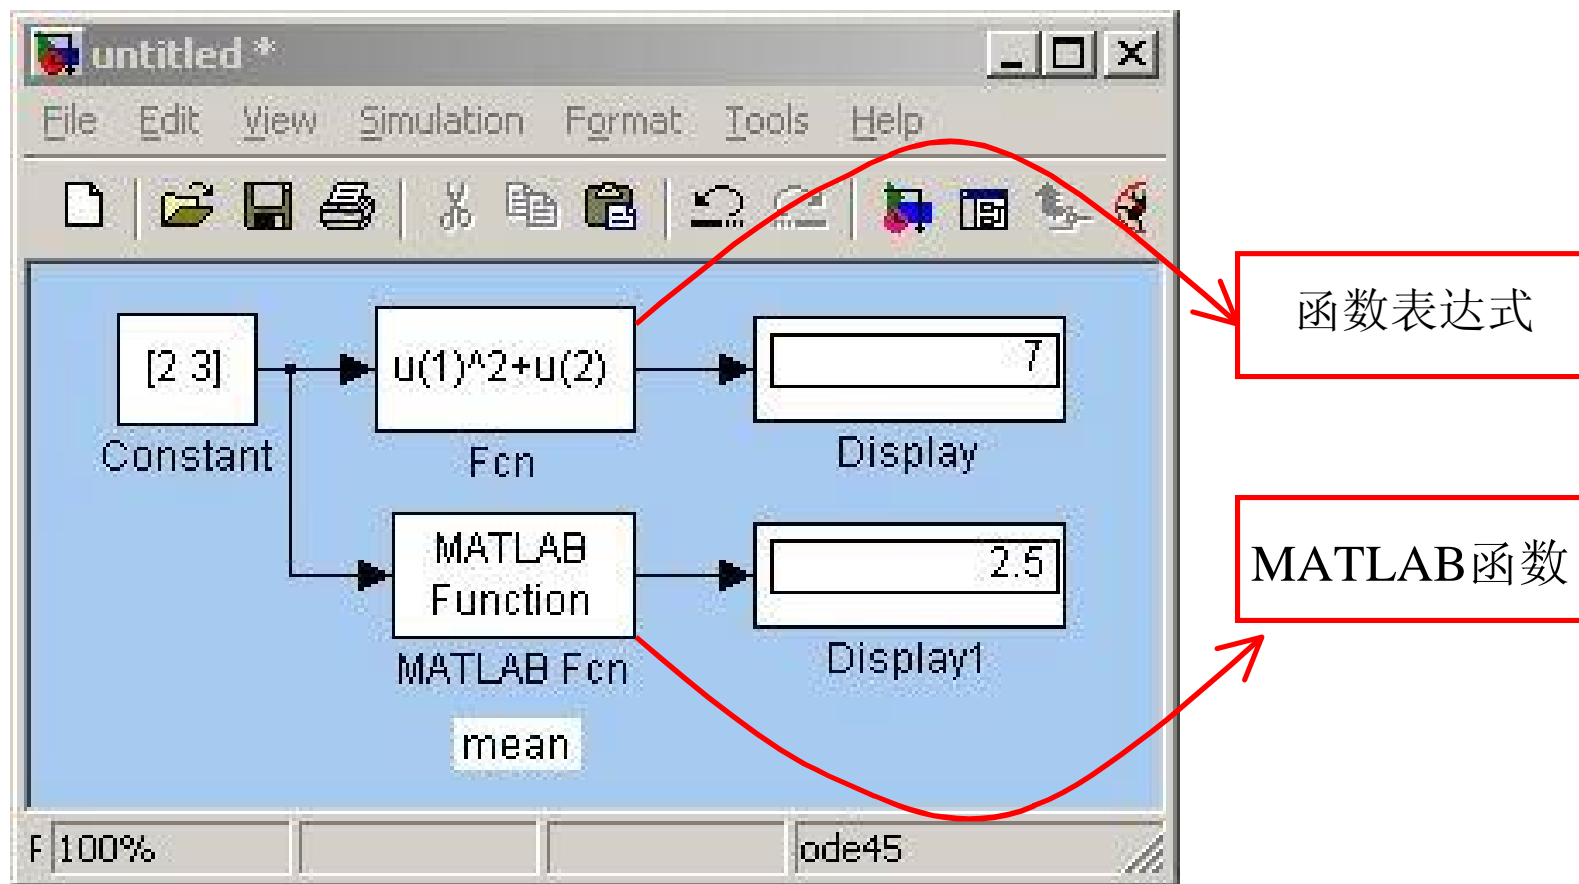 untitled *
File Edit View Simulation Format Tools Help
[2 3]
Constant
u(1)^2+u(2)
Fcn
7
Display
函数表达式
MATLAB
Function
MATLAB Fcn
mean
2.5
Display1
MATLAB函数
F 100%
ode45